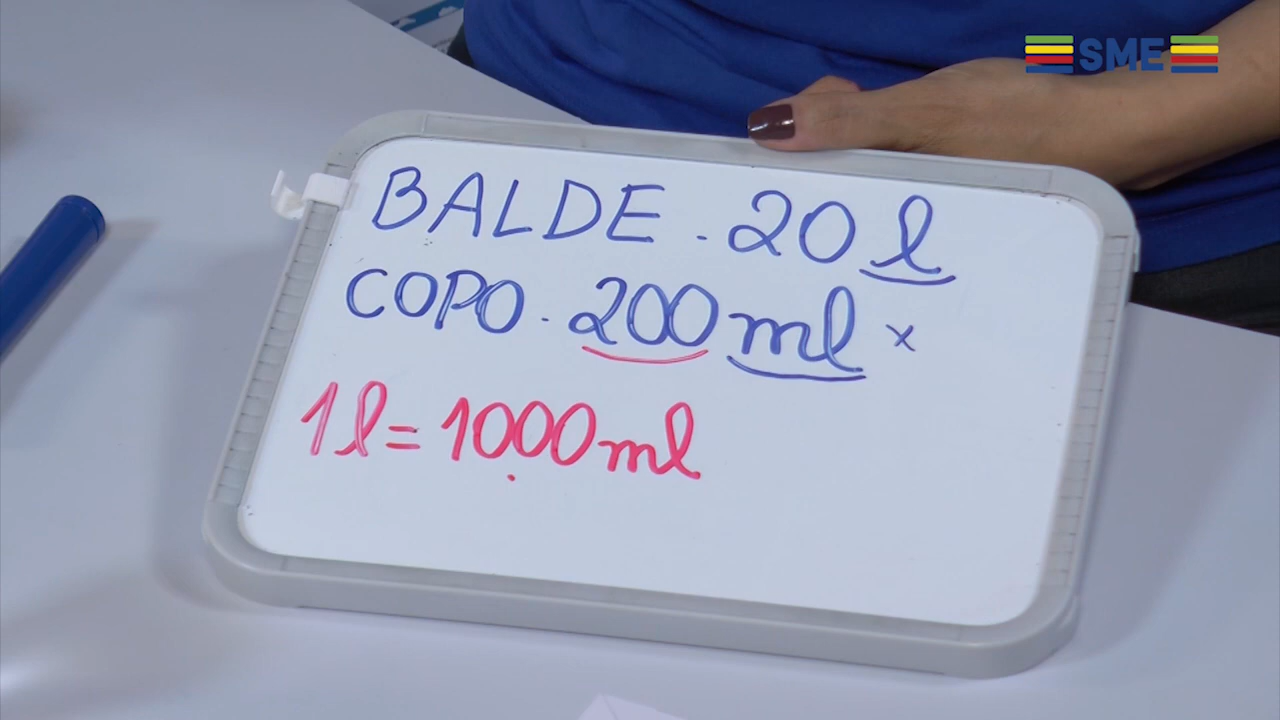 SME
BALDE . 20 l
COPO . 200 ml x
1 l = 1000 ml